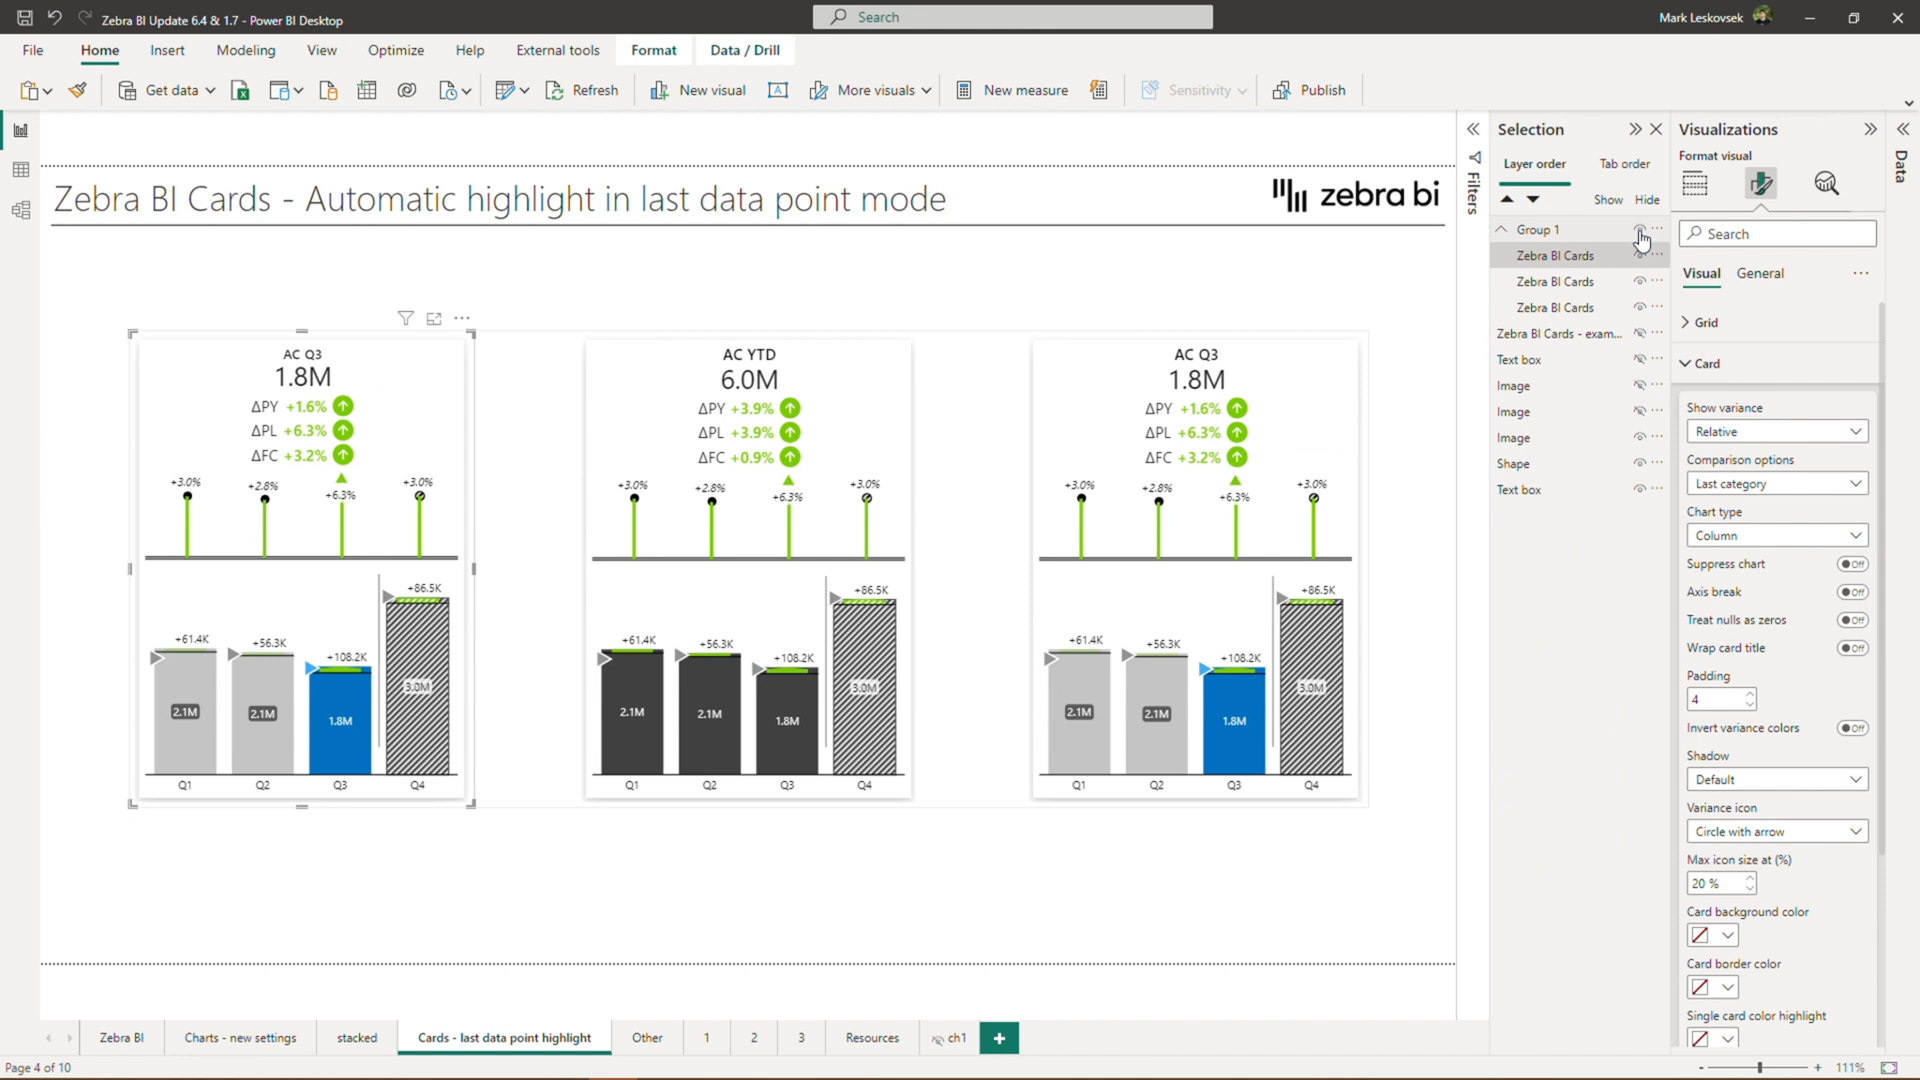 Zebra BI Update 6.4 & 1.7 - Power BI Desktop
Search
Mark Leskovsek
File Home Insert Modeling View Optimize Help External tools Format Data / Drill
Get data
Refresh
New visual
More visuals
New measure
Sensitivity
Publish
Zebra BI Cards - Automatic highlight in last data point mode
zebra bi
AC Q3
1.8M
ΔPY +1.6%
ΔPL +6.3%
ΔFC +3.2%
+3.0% +2.8% +6.3% +3.0%
+61.4K +56.3K +108.2K +86.5K
2.1M 2.1M 1.8M 3.0M
Q1 Q2 Q3 Q4
AC YTD
6.0M
ΔPY +3.9%
ΔPL +3.9%
ΔFC +0.9%
+3.0% +2.8% +6.3% +3.0%
+61.4K +56.3K +108.2K +86.5K
2.1M 2.1M 1.8M 3.0M
Q1 Q2 Q3 Q4
AC Q3
1.8M
ΔPY +1.6%
ΔPL +6.3%
ΔFC +3.2%
+3.0% +2.8% +6.3% +3.0%
+61.4K +56.3K +108.2K +86.5K
2.1M 2.1M 1.8M 3.0M
Q1 Q2 Q3 Q4
Filters
Selection
Layer order Tab order
Show Hide
Group 1
Zebra BI Cards
Zebra BI Cards
Zebra BI Cards
Zebra BI Cards - exam...
Text box
Image
Image
Image
Shape
Text box
Visualizations
Format visual
Search
Visual General
Grid
Card
Show variance
Relative
Comparison options
Last category
Chart type
Column
Suppress chart Off
Axis break Off
Treat nulls as zeros Off
Wrap card title Off
Padding
4
Invert variance colors Off
Shadow
Default
Variance icon
Circle with arrow
Max icon size at (%)
20 %
Card background color
Card border color
Single card color highlight
Data
Zebra BI Charts - new settings stacked Cards - last data point highlight Other 1 2 3 Resources ch1 +
Page 4 of 10
- + 111%